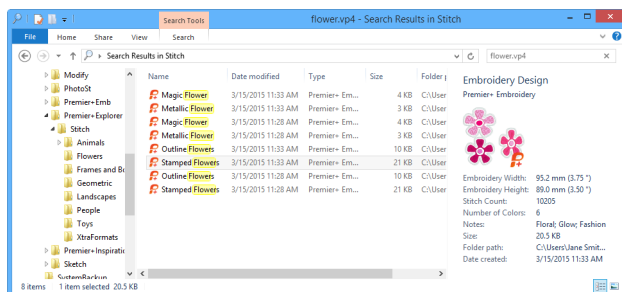 Search Tools
flower.vp4 - Search Results in Stitch
File Home Share View Search
Search Results in Stitch
flower.vp4
Modify
PhotoSt
Premier+Emb
Premier+Explorer
Stitch
Animals
Flowers
Frames and Bo
Geometric
Landscapes
People
Toys
XtraFormats
Premier+Inspiratio
Sketch
SystemBackup
Name Date modified Type Size Folder p
Magic Flower 3/15/2015 11:33 AM Premier+ Em... 4 KB C:\User
Metallic Flower 3/15/2015 11:33 AM Premier+ Em... 3 KB C:\User
Magic Flower 3/15/2015 11:28 AM Premier+ Em... 4 KB C:\User
Metallic Flower 3/15/2015 11:28 AM Premier+ Em... 3 KB C:\User
Outline Flowers 3/15/2015 11:33 AM Premier+ Em... 10 KB C:\User
Stamped Flowers 3/15/2015 11:33 AM Premier+ Em... 21 KB C:\User
Outline Flowers 3/15/2015 11:28 AM Premier+ Em... 10 KB C:\User
Stamped Flowers 3/15/2015 11:28 AM Premier+ Em... 21 KB C:\User
Embroidery Design
Premier+ Embroidery
Embroidery Width: 95.2 mm (3.75 ")
Embroidery Height: 89.0 mm (3.50 ")
Stitch Count: 10205
Number of Colors: 6
Notes: Floral; Glow; Fashion
Size: 20.5 KB
Folder path: C:\Users\Jane Smit...
Date created: 3/15/2015 11:33 AM
8 items 1 item selected 20.5 KB